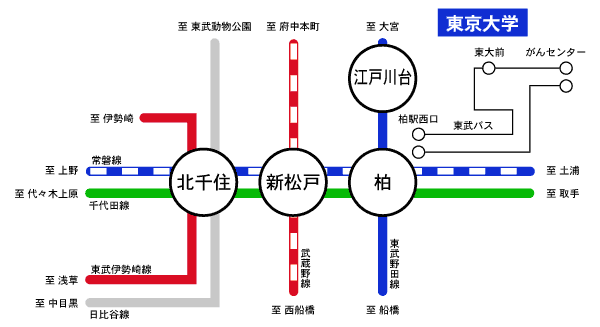 至 東武動物公園
至 府中本町
至 大宮
東京大学
東大前
がんセンター
江戸川台
柏駅西口
東武バス
至 伊勢崎
常磐線
至 上野
至 土浦
北千住
新松戸
柏
至 代々木上原
至 取手
千代田線
東武伊勢崎線
至 浅草
武蔵野線
東武野田線
至 中目黒
日比谷線
至 西船橋
至 船橋